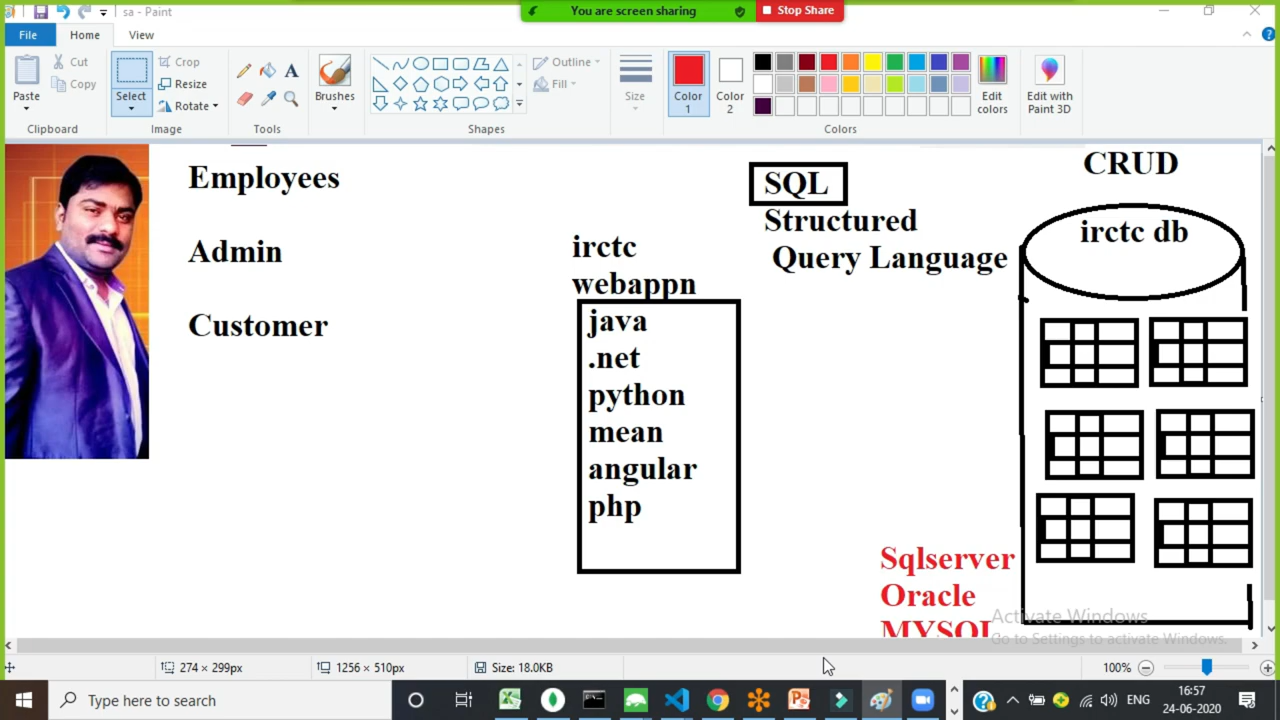 sa - Paint
You are screen sharing
Stop Share
File
Home
View
Paste
Cut
Copy
Clipboard
Select
Crop
Resize
Rotate
Image
A
Tools
Brushes
Shapes
Outline
Fill
Size
Color 1
Color 2
Edit colors
Colors
Edit with Paint 3D
Employees
Admin
Customer
irctc
webappn
java
.net
python
mean
angular
php
SQL
Structured
Query Language
CRUD
irctc db
Sqlserver
Oracle
MYSQL
Activate Windows
Go to Settings to activate Windows.
274 × 299px
1256 × 510px
Size: 18.0KB
100%
Type here to search
ENG
16:57
24-06-2020